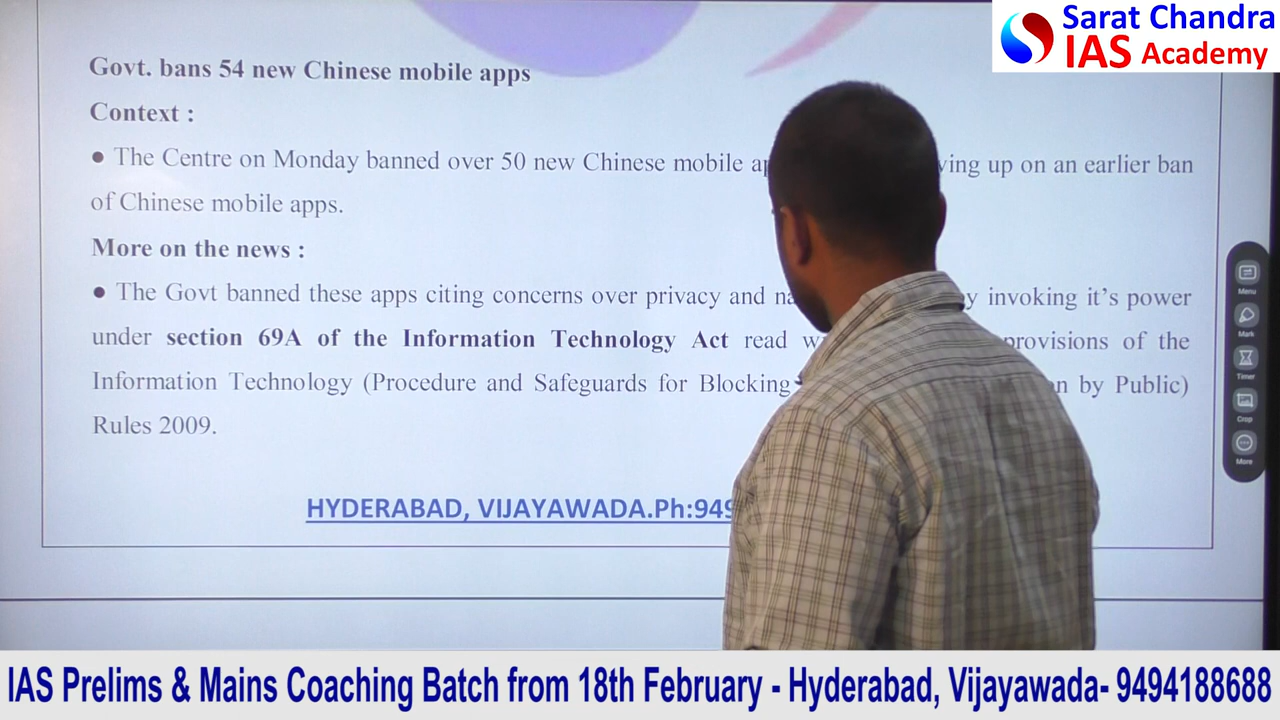 Sarat Chandra
IAS Academy
Govt. bans 54 new Chinese mobile apps
Context :
● The Centre on Monday banned over 50 new Chinese mobile up on an earlier ban
of Chinese mobile apps.
More on the news :
● The Govt banned these apps citing concerns over privacy and invoking it's power
under section 69A of the Information Technology Act read provisions of the
Information Technology (Procedure and Safeguards for Blocking by Public)
Rules 2009.
HYDERABAD, VIJAYAWADA.Ph:949
Menu
Mark
Timer
Crop
More
IAS Prelims & Mains Coaching Batch from 18th February - Hyderabad, Vijayawada- 9494188688